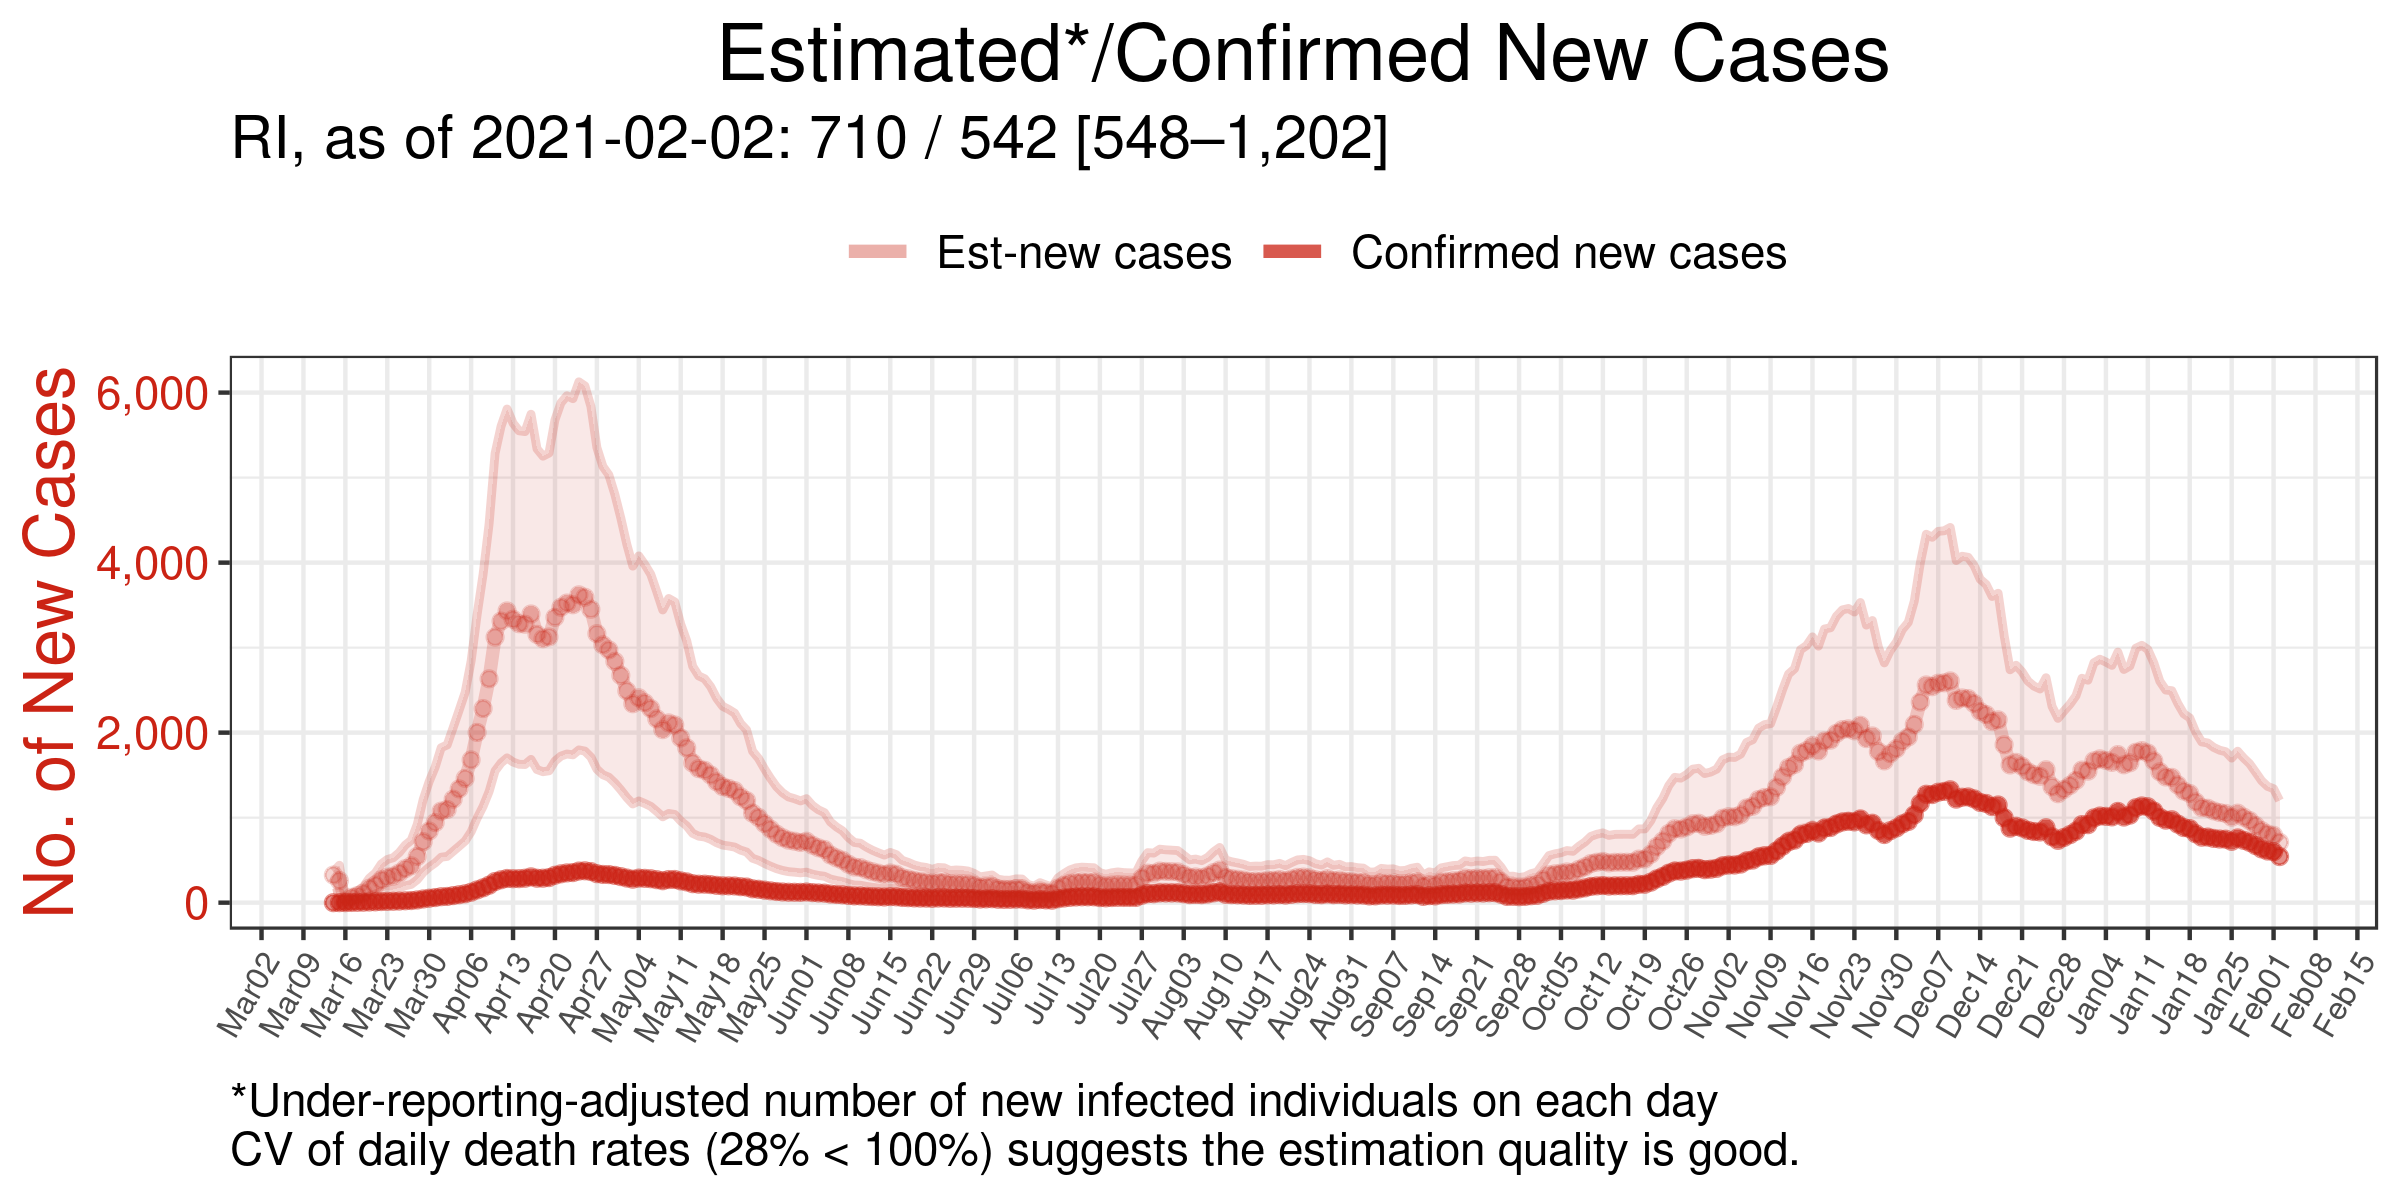 Estimated*/Confirmed New Cases
RI, as of 2021-02-02: 710 / 542 [548–1,202]
Est-new cases Confirmed new cases
No. of New Cases
6,000
4,000
2,000
0
Mar02 Mar09 Mar16 Mar23 Mar30 Apr06 Apr13 Apr20 Apr27 May04 May11 May18 May25 Jun01 Jun08 Jun15 Jun22 Jun29 Jul06 Jul13 Jul20 Jul27 Aug03 Aug10 Aug17 Aug24 Aug31 Sep07 Sep14 Sep21 Sep28 Oct05 Oct12 Oct19 Oct26 Nov02 Nov09 Nov16 Nov23 Nov30 Dec07 Dec14 Dec21 Dec28 Jan04 Jan11 Jan18 Jan25 Feb01 Feb08 Feb15
*Under-reporting-adjusted number of new infected individuals on each day
CV of daily death rates (28% < 100%) suggests the estimation quality is good.